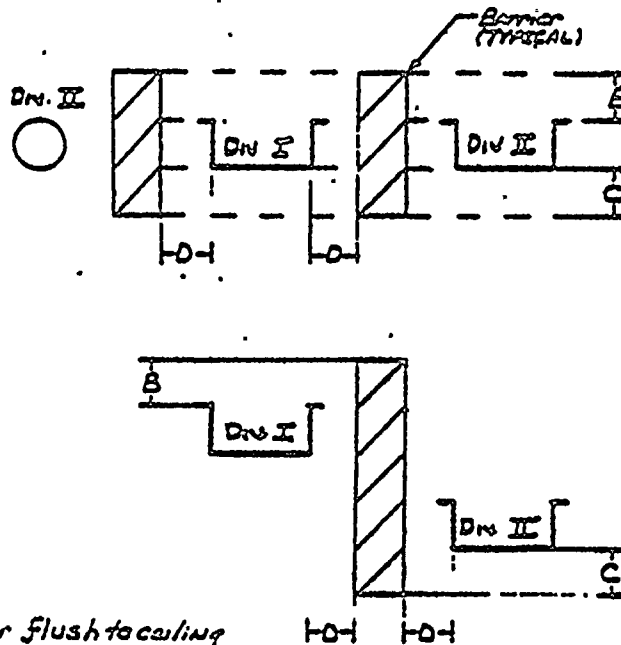 Barrier
(TYPICAL)
Div. II
Div I
Div II
B
C
D
D
B
Div I
Div II
C
r flush to ceiling
D
D